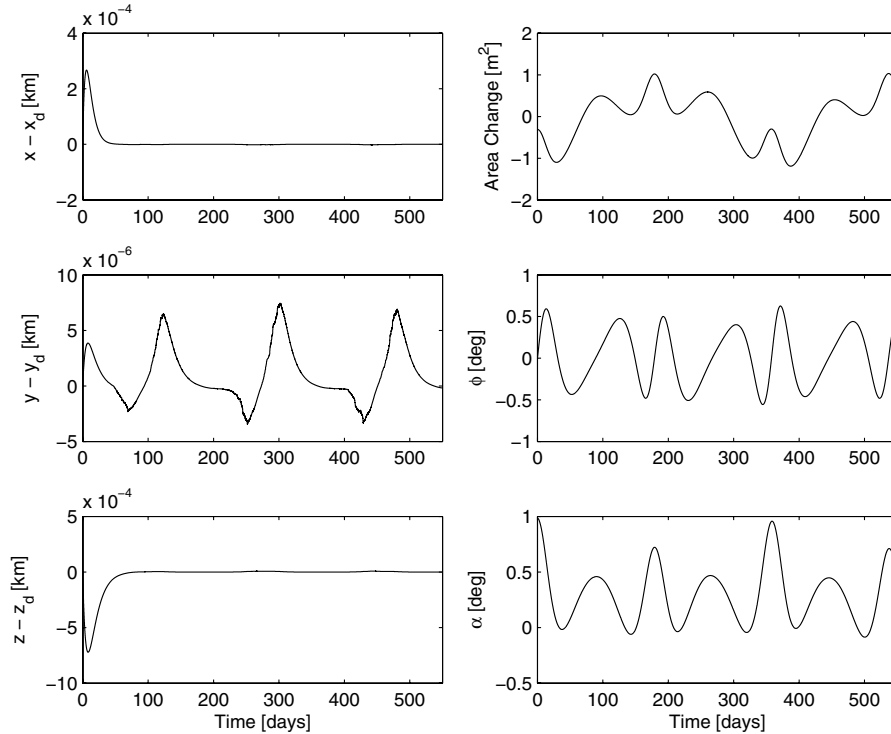 x 10⁻⁴
4
2
0
−2
x − x_d [km]
0 100 200 300 400 500
2
1
0
−1
−2
Area Change [m²]
0 100 200 300 400 500
x 10⁻⁶
10
5
0
−5
y − y_d [km]
0 100 200 300 400 500
1
0.5
0
−0.5
−1
ϕ [deg]
0 100 200 300 400 500
x 10⁻⁴
5
0
−5
−10
z − z_d [km]
0 100 200 300 400 500
Time [days]
1
0.5
0
−0.5
α [deg]
0 100 200 300 400 500
Time [days]